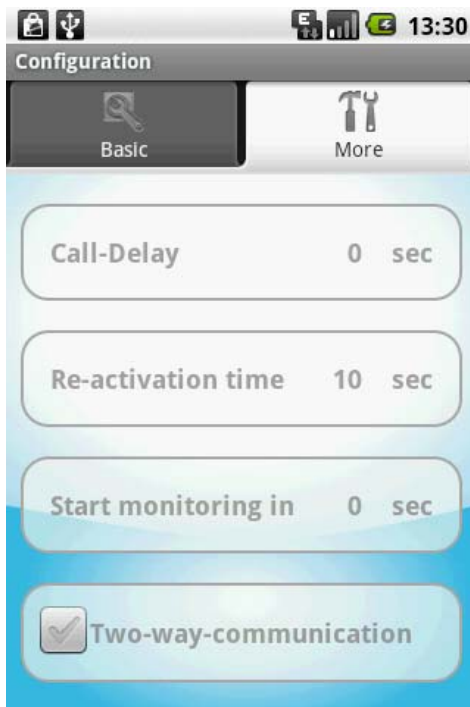 E
13:30
Configuration
Basic
More
Call-Delay 0 sec
Re-activation time 10 sec
Start monitoring in 0 sec
Two-way-communication